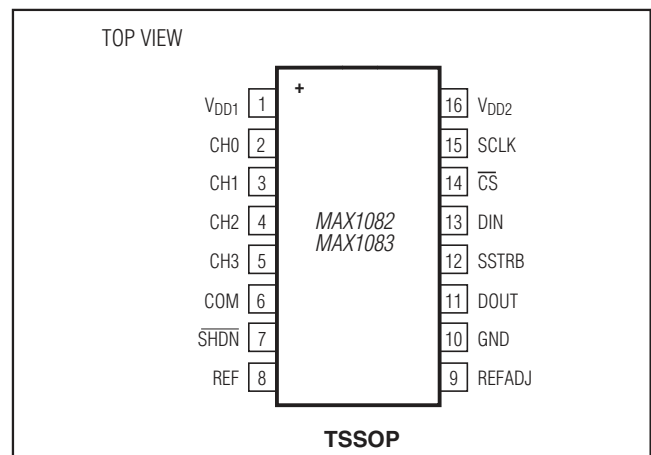 TOP VIEW
+
VDD1 1
CH0 2
CH1 3
CH2 4
CH3 5
COM 6
SHDN 7
REF 8
MAX1082
MAX1083
16 VDD2
15 SCLK
14 CS
13 DIN
12 SSTRB
11 DOUT
10 GND
9 REFADJ
TSSOP